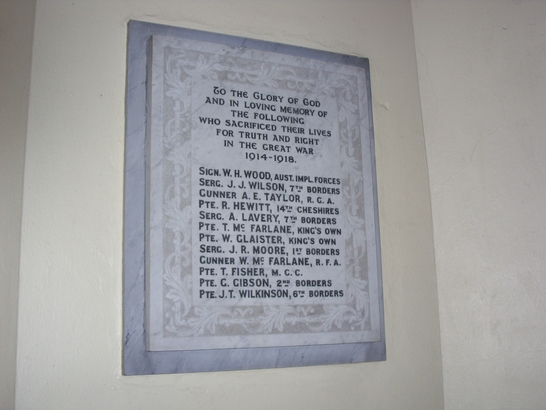 To the Glory of God
and in loving memory of
the following
who sacrificed their lives
for truth and right
in the Great War
1914-1918.
Sign. W. H. WOOD, Aust. Impl. Forces
Serg. J. J. WILSON, 7th Borders
Gunner A. E. TAYLOR, R. G. A.
Pte. R. HEWITT, 14th Cheshires
Serg. A. LAVERY, 7th Borders
Pte. T. Mc FARLANE, King's Own
Pte. W. GLAISTER, King's Own
Serg. J. R. MOORE, 1st Borders
Gunner W. Mc FARLANE, R. F. A.
Pte. T. FISHER, M. G. C.
Pte. G. GIBSON, 2nd Borders
Pte. J. T. WILKINSON, 6th Borders